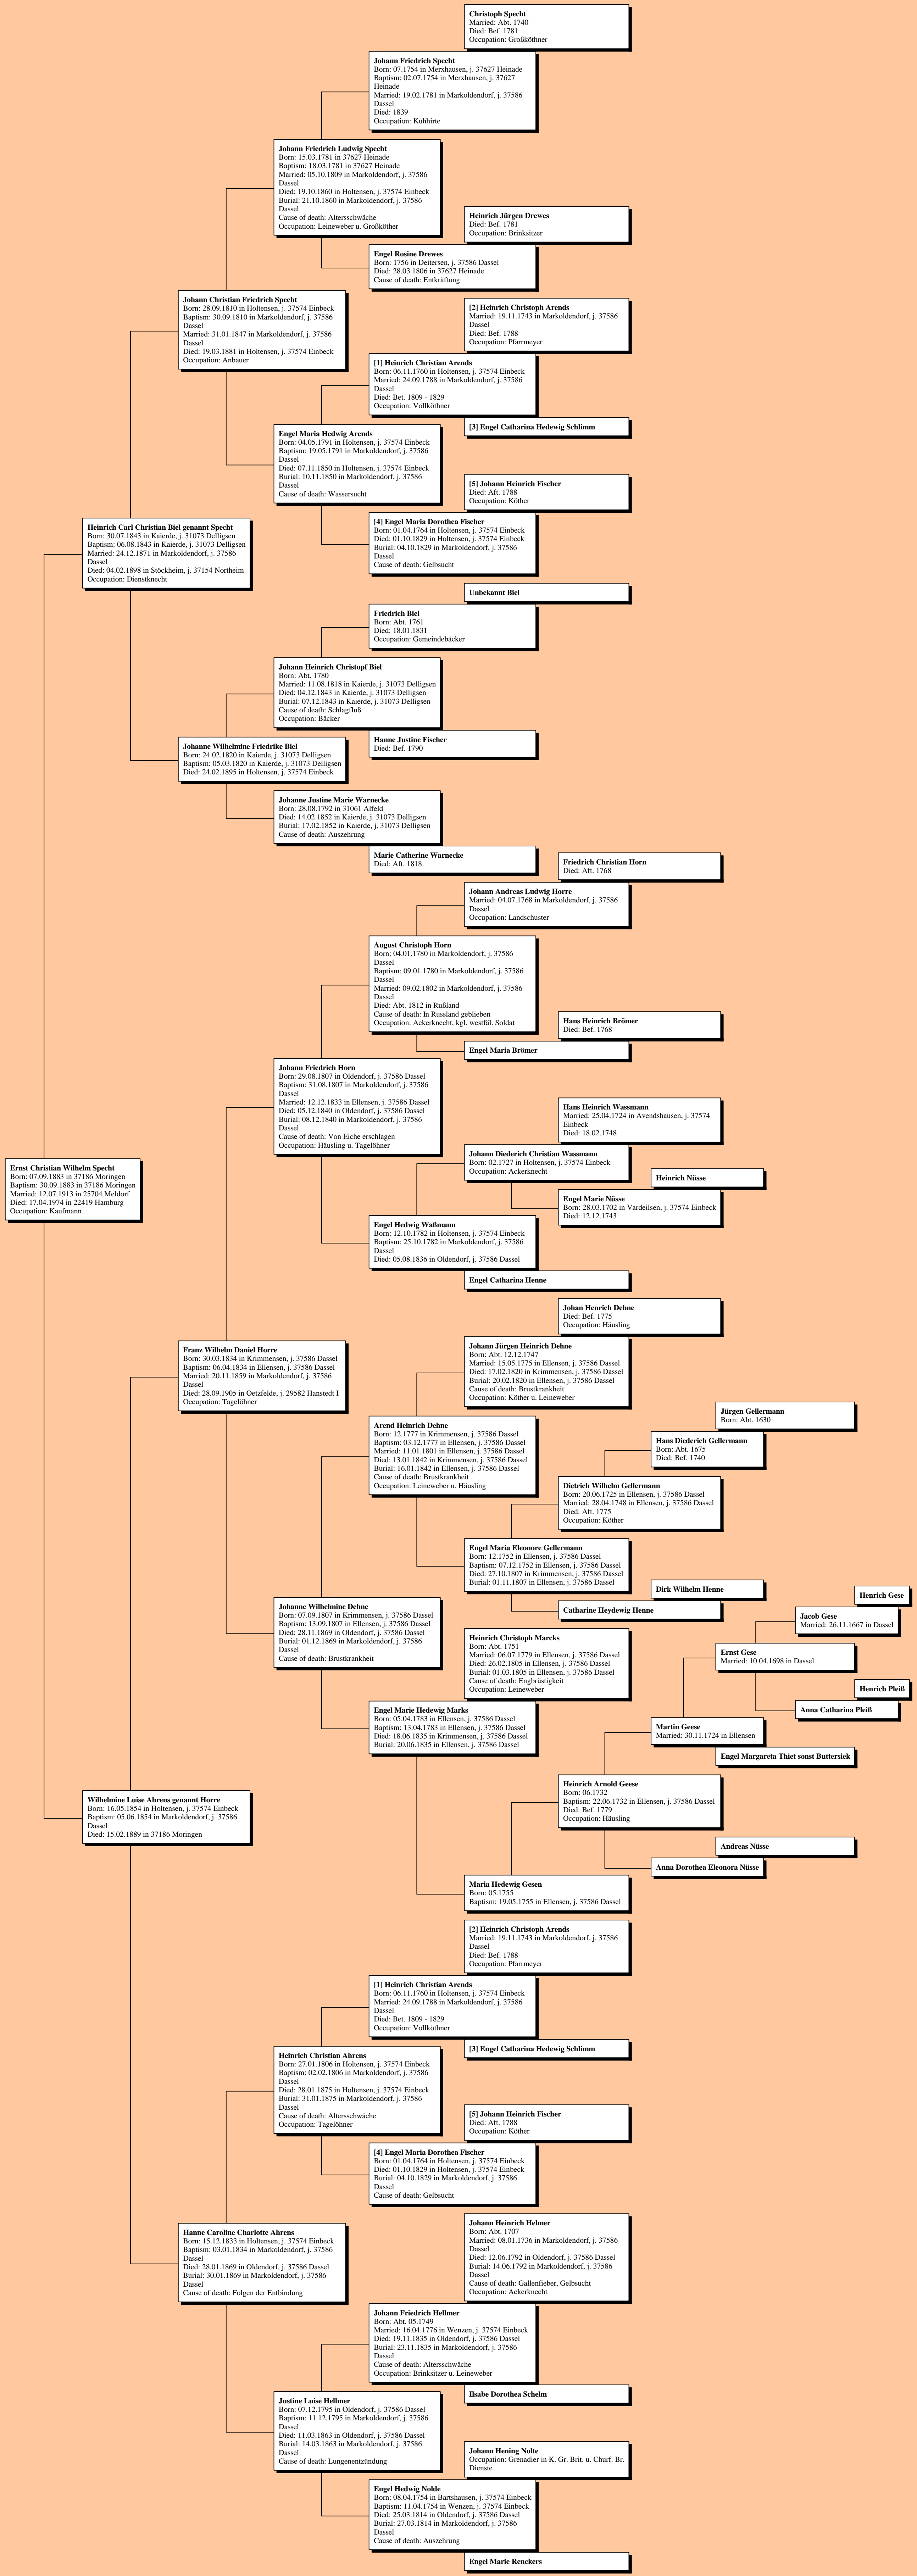 Christoph Specht
Married: Abt. 1740
Died: Bef. 1781
Occupation: Großköthner
Johann Friedrich Specht
Born: 07.1754 in Merxhausen, j. 37627 Heinade
Baptism: 02.07.1754 in Merxhausen, j. 37627
Heinade
Married: 19.02.1781 in Markoldendorf, j. 37586
Dassel
Died: 1839
Occupation: Kuhhirte
Johann Friedrich Ludwig Specht
Born: 15.03.1781 in 37627 Heinade
Baptism: 18.03.1781 in 37627 Heinade
Married: 05.10.1809 in Markoldendorf, j. 37586
Dassel
Died: 19.10.1860 in Holtensen, j. 37574 Einbeck
Burial: 21.10.1860 in Markoldendorf, j. 37586
Dassel
Cause of death: Altersschwäche
Occupation: Leineweber u. Großköther
Heinrich Jürgen Drewes
Died: Bef. 1781
Occupation: Brinksitzer
Engel Rosine Drewes
Born: 1756 in Deitersen, j. 37586 Dassel
Died: 28.03.1806 in 37627 Heinade
Cause of death: Entkräftung
Johann Christian Friedrich Specht
Born: 28.09.1810 in Holtensen, j. 37574 Einbeck
Baptism: 30.09.1810 in Markoldendorf, j. 37586
Dassel
Married: 31.01.1847 in Markoldendorf, j. 37586
Dassel
Died: 19.03.1881 in Holtensen, j. 37574 Einbeck
Occupation: Anbauer
[2] Heinrich Christoph Arends
Married: 19.11.1743 in Markoldendorf, j. 37586
Dassel
Died: Bef. 1788
Occupation: Pfarrmeyer
[1] Heinrich Christian Arends
Born: 06.11.1760 in Holtensen, j. 37574 Einbeck
Married: 24.09.1788 in Markoldendorf, j. 37586
Dassel
Died: Bet. 1809 - 1829
Occupation: Vollköthner
[3] Engel Catharina Hedewig Schlimm
Engel Maria Hedwig Arends
Born: 04.05.1791 in Holtensen, j. 37574 Einbeck
Baptism: 19.05.1791 in Markoldendorf, j. 37586
Dassel
Died: 07.11.1850 in Holtensen, j. 37574 Einbeck
Burial: 10.11.1850 in Markoldendorf, j. 37586
Dassel
Cause of death: Wassersucht
[5] Johann Heinrich Fischer
Died: Aft. 1788
Occupation: Köther
[4] Engel Maria Dorothea Fischer
Born: 01.04.1764 in Holtensen, j. 37574 Einbeck
Died: 01.10.1829 in Holtensen, j. 37574 Einbeck
Burial: 04.10.1829 in Markoldendorf, j. 37586
Dassel
Cause of death: Gelbsucht
Heinrich Carl Christian Biel genannt Specht
Born: 30.07.1843 in Kaierde, j. 31073 Delligsen
Baptism: 06.08.1843 in Kaierde, j. 31073 Delligsen
Married: 24.12.1871 in Markoldendorf, j. 37586
Dassel
Died: 04.02.1898 in Stöckheim, j. 37154 Northeim
Occupation: Dienstknecht
Unbekannt Biel
Friedrich Biel
Born: Abt. 1761
Died: 18.01.1831
Occupation: Gemeindebäcker
Johann Heinrich Christopf Biel
Born: Abt. 1780
Married: 11.08.1818 in Kaierde, j. 31073 Delligsen
Died: 04.12.1843 in Kaierde, j. 31073 Delligsen
Burial: 07.12.1843 in Kaierde, j. 31073 Delligsen
Cause of death: Schlagfluß
Occupation: Bäcker
Hanne Justine Fischer
Died: Bef. 1790
Johanne Wilhelmine Friedrike Biel
Born: 24.02.1820 in Kaierde, j. 31073 Delligsen
Baptism: 05.03.1820 in Kaierde, j. 31073 Delligsen
Died: 24.02.1895 in Holtensen, j. 37574 Einbeck
Johanne Justine Marie Warnecke
Born: 28.08.1792 in 31061 Alfeld
Died: 14.02.1852 in Kaierde, j. 31073 Delligsen
Burial: 17.02.1852 in Kaierde, j. 31073 Delligsen
Cause of death: Auszehrung
Marie Catherine Warnecke
Died: Aft. 1818
Friedrich Christian Horn
Died: Aft. 1768
Johann Andreas Ludwig Horre
Married: 04.07.1768 in Markoldendorf, j. 37586
Dassel
Occupation: Landschuster
August Christoph Horn
Born: 04.01.1780 in Markoldendorf, j. 37586
Dassel
Baptism: 09.01.1780 in Markoldendorf, j. 37586
Dassel
Married: 09.02.1802 in Markoldendorf, j. 37586
Dassel
Died: Abt. 1812 in Rußland
Cause of death: In Russland geblieben
Occupation: Ackerknecht, kgl. westfäl. Soldat
Hans Heinrich Brömer
Died: Bef. 1768
Engel Maria Brömer
Johann Friedrich Horn
Born: 29.08.1807 in Oldendorf, j. 37586 Dassel
Baptism: 31.08.1807 in Markoldendorf, j. 37586
Dassel
Married: 12.12.1833 in Ellensen, j. 37586 Dassel
Died: 05.12.1840 in Oldendorf, j. 37586 Dassel
Burial: 08.12.1840 in Markoldendorf, j. 37586
Dassel
Cause of death: Von Eiche erschlagen
Occupation: Häusling u. Tagelöhner
Hans Heinrich Wassmann
Married: 25.04.1724 in Avendshausen, j. 37574
Einbeck
Died: 18.02.1748
Johann Diederich Christian Wassmann
Born: 02.1727 in Holtensen, j. 37574 Einbeck
Occupation: Ackerknecht
Heinrich Nüsse
Engel Marie Nüsse
Born: 28.03.1702 in Vardeilsen, j. 37574 Einbeck
Died: 12.12.1743
Ernst Christian Wilhelm Specht
Born: 07.09.1883 in 37186 Moringen
Baptism: 30.09.1883 in 37186 Moringen
Married: 12.07.1913 in 25704 Meldorf
Died: 17.04.1974 in 22419 Hamburg
Occupation: Kaufmann
Engel Hedwig Waßmann
Born: 12.10.1782 in Holtensen, j. 37574 Einbeck
Baptism: 25.10.1782 in Markoldendorf, j. 37586
Dassel
Died: 05.08.1836 in Oldendorf, j. 37586 Dassel
Engel Catharina Henne
Johan Henrich Dehne
Died: Bef. 1775
Occupation: Häusling
Johann Jürgen Heinrich Dehne
Born: Abt. 12.12.1747
Married: 15.05.1775 in Ellensen, j. 37586 Dassel
Died: 17.02.1820 in Krimmensen, j. 37586 Dassel
Burial: 20.02.1820 in Ellensen, j. 37586 Dassel
Cause of death: Brustkrankheit
Occupation: Köther u. Leineweber
Franz Wilhelm Daniel Horre
Born: 30.03.1834 in Krimmensen, j. 37586 Dassel
Baptism: 06.04.1834 in Ellensen, j. 37586 Dassel
Married: 20.11.1859 in Markoldendorf, j. 37586
Dassel
Died: 28.09.1905 in Oetzfelde, j. 29582 Hanstedt I
Occupation: Tagelöhner
Jürgen Gellermann
Born: Abt. 1630
Arend Heinrich Dehne
Born: 12.1777 in Krimmensen, j. 37586 Dassel
Baptism: 03.12.1777 in Ellensen, j. 37586 Dassel
Married: 11.01.1801 in Ellensen, j. 37586 Dassel
Died: 13.01.1842 in Krimmensen, j. 37586 Dassel
Burial: 16.01.1842 in Ellensen, j. 37586 Dassel
Cause of death: Brustkrankheit
Occupation: Leineweber u. Häusling
Hans Diederich Gellermann
Born: Abt. 1675
Died: Bef. 1740
Dietrich Wilhelm Gellermann
Born: 20.06.1725 in Ellensen, j. 37586 Dassel
Married: 28.04.1748 in Ellensen, j. 37586 Dassel
Died: Aft. 1775
Occupation: Köther
Engel Maria Eleonore Gellermann
Born: 12.1752 in Ellensen, j. 37586 Dassel
Baptism: 07.12.1752 in Ellensen, j. 37586 Dassel
Died: 27.10.1807 in Krimmensen, j. 37586 Dassel
Burial: 01.11.1807 in Ellensen, j. 37586 Dassel
Dirk Wilhelm Henne
Catharine Heydewig Henne
Henrich Gese
Jacob Gese
Married: 26.11.1667 in Dassel
Johanne Wilhelmine Dehne
Born: 07.09.1807 in Krimmensen, j. 37586 Dassel
Baptism: 13.09.1807 in Ellensen, j. 37586 Dassel
Died: 28.11.1869 in Oldendorf, j. 37586 Dassel
Burial: 01.12.1869 in Markoldendorf, j. 37586
Dassel
Cause of death: Brustkrankheit
Heinrich Christoph Marcks
Born: Abt. 1751
Married: 06.07.1779 in Ellensen, j. 37586 Dassel
Died: 26.02.1805 in Ellensen, j. 37586 Dassel
Burial: 01.03.1805 in Ellensen, j. 37586 Dassel
Cause of death: Engbrüstigkeit
Occupation: Leineweber
Ernst Gese
Married: 10.04.1698 in Dassel
Henrich Pleiß
Anna Catharina Pleiß
Engel Marie Hedewig Marks
Born: 05.04.1783 in Ellensen, j. 37586 Dassel
Baptism: 13.04.1783 in Ellensen, j. 37586 Dassel
Died: 18.06.1835 in Krimmensen, j. 37586 Dassel
Burial: 20.06.1835 in Ellensen, j. 37586 Dassel
Martin Geese
Married: 30.11.1724 in Ellensen
Engel Margareta Thiet sonst Buttersiek
Heinrich Arnold Geese
Born: 06.1732
Baptism: 22.06.1732 in Ellensen, j. 37586 Dassel
Died: Bef. 1779
Occupation: Häusling
Wilhelmine Luise Ahrens genannt Horre
Born: 16.05.1854 in Holtensen, j. 37574 Einbeck
Baptism: 05.06.1854 in Markoldendorf, j. 37586
Dassel
Died: 15.02.1889 in 37186 Moringen
Andreas Nüsse
Anna Dorothea Eleonora Nüsse
Maria Hedewig Gesen
Born: 05.1755
Baptism: 19.05.1755 in Ellensen, j. 37586 Dassel
[2] Heinrich Christoph Arends
Married: 19.11.1743 in Markoldendorf, j. 37586
Dassel
Died: Bef. 1788
Occupation: Pfarrmeyer
[1] Heinrich Christian Arends
Born: 06.11.1760 in Holtensen, j. 37574 Einbeck
Married: 24.09.1788 in Markoldendorf, j. 37586
Dassel
Died: Bet. 1809 - 1829
Occupation: Vollköthner
[3] Engel Catharina Hedewig Schlimm
Heinrich Christian Ahrens
Born: 27.01.1806 in Holtensen, j. 37574 Einbeck
Baptism: 02.02.1806 in Markoldendorf, j. 37586
Dassel
Died: 28.01.1875 in Holtensen, j. 37574 Einbeck
Burial: 31.01.1875 in Markoldendorf, j. 37586
Dassel
Cause of death: Altersschwäche
Occupation: Tagelöhner
[5] Johann Heinrich Fischer
Died: Aft. 1788
Occupation: Köther
[4] Engel Maria Dorothea Fischer
Born: 01.04.1764 in Holtensen, j. 37574 Einbeck
Died: 01.10.1829 in Holtensen, j. 37574 Einbeck
Burial: 04.10.1829 in Markoldendorf, j. 37586
Dassel
Cause of death: Gelbsucht
Hanne Caroline Charlotte Ahrens
Born: 15.12.1833 in Holtensen, j. 37574 Einbeck
Baptism: 03.01.1834 in Markoldendorf, j. 37586
Dassel
Died: 28.01.1869 in Oldendorf, j. 37586 Dassel
Burial: 30.01.1869 in Markoldendorf, j. 37586
Dassel
Cause of death: Folgen der Entbindung
Johann Heinrich Helmer
Born: Abt. 1707
Married: 08.01.1736 in Markoldendorf, j. 37586
Dassel
Died: 12.06.1792 in Oldendorf, j. 37586 Dassel
Burial: 14.06.1792 in Markoldendorf, j. 37586
Dassel
Cause of death: Gallenfieber, Gelbsucht
Occupation: Ackerknecht
Johann Friedrich Hellmer
Born: Abt. 05.1749
Married: 16.04.1776 in Wenzen, j. 37574 Einbeck
Died: 19.11.1835 in Oldendorf, j. 37586 Dassel
Burial: 23.11.1835 in Markoldendorf, j. 37586
Dassel
Cause of death: Altersschwäche
Occupation: Brinksitzer u. Leineweber
Ilsabe Dorothea Schelm
Justine Luise Hellmer
Born: 07.12.1795 in Oldendorf, j. 37586 Dassel
Baptism: 11.12.1795 in Markoldendorf, j. 37586
Dassel
Died: 11.03.1863 in Oldendorf, j. 37586 Dassel
Burial: 14.03.1863 in Markoldendorf, j. 37586
Dassel
Cause of death: Lungenentzündung
Johann Hening Nolte
Occupation: Grenadier in K. Gr. Brit. u. Churf. Br.
Dienste
Engel Hedwig Nolde
Born: 08.04.1754 in Bartshausen, j. 37574 Einbeck
Baptism: 11.04.1754 in Wenzen, j. 37574 Einbeck
Died: 25.03.1814 in Oldendorf, j. 37586 Dassel
Burial: 27.03.1814 in Markoldendorf, j. 37586
Dassel
Cause of death: Auszehrung
Engel Marie Renckers